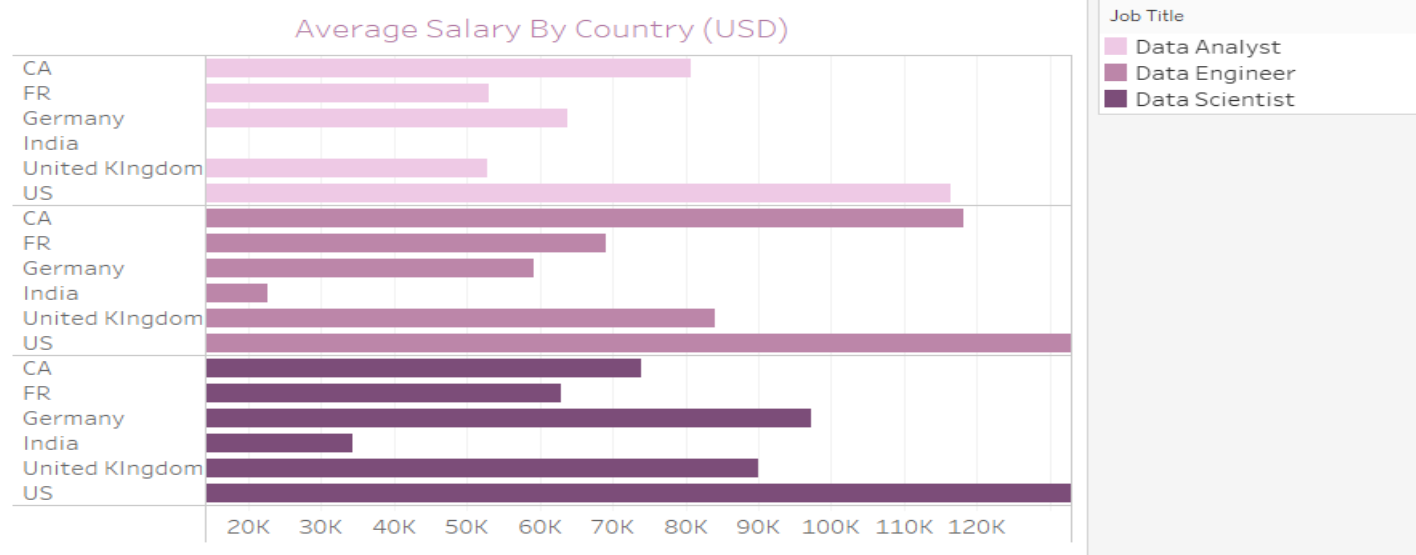 Average Salary By Country (USD)
CA
FR
Germany
India
United KIngdom
US
CA
FR
Germany
India
United KIngdom
US
CA
FR
Germany
India
United KIngdom
US
20K 30K 40K 50K 60K 70K 80K 90K 100K 110K 120K
Job Title
Data Analyst
Data Engineer
Data Scientist